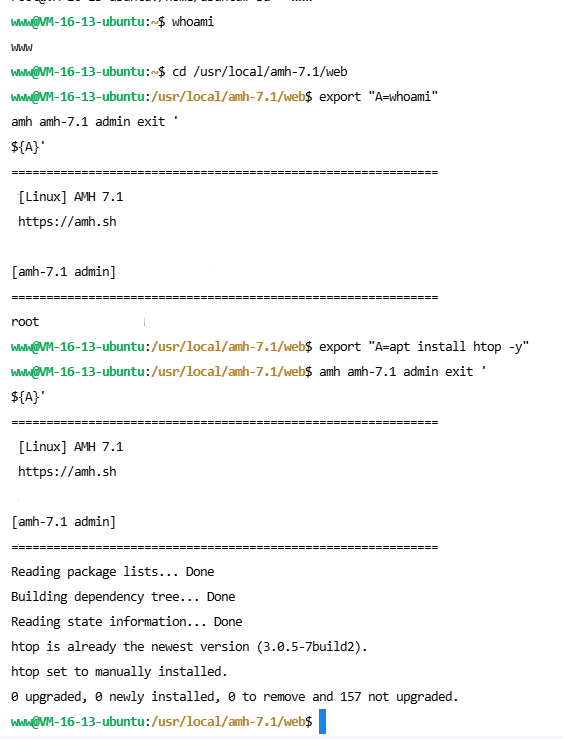 www@VM-16-13-ubuntu:~$ whoami
www
www@VM-16-13-ubuntu:~$ cd /usr/local/amh-7.1/web
www@VM-16-13-ubuntu:/usr/local/amh-7.1/web$ export "A=whoami"
amh amh-7.1 admin exit '
${A}'
=============================================================
[Linux] AMH 7.1
https://amh.sh
[amh-7.1 admin]
=============================================================
root
www@VM-16-13-ubuntu:/usr/local/amh-7.1/web$ export "A=apt install htop -y"
www@VM-16-13-ubuntu:/usr/local/amh-7.1/web$ amh amh-7.1 admin exit '
${A}'
=============================================================
[Linux] AMH 7.1
https://amh.sh
[amh-7.1 admin]
=============================================================
Reading package lists... Done
Building dependency tree... Done
Reading state information... Done
htop is already the newest version (3.0.5-7build2).
htop set to manually installed.
0 upgraded, 0 newly installed, 0 to remove and 157 not upgraded.
www@VM-16-13-ubuntu:/usr/local/amh-7.1/web$